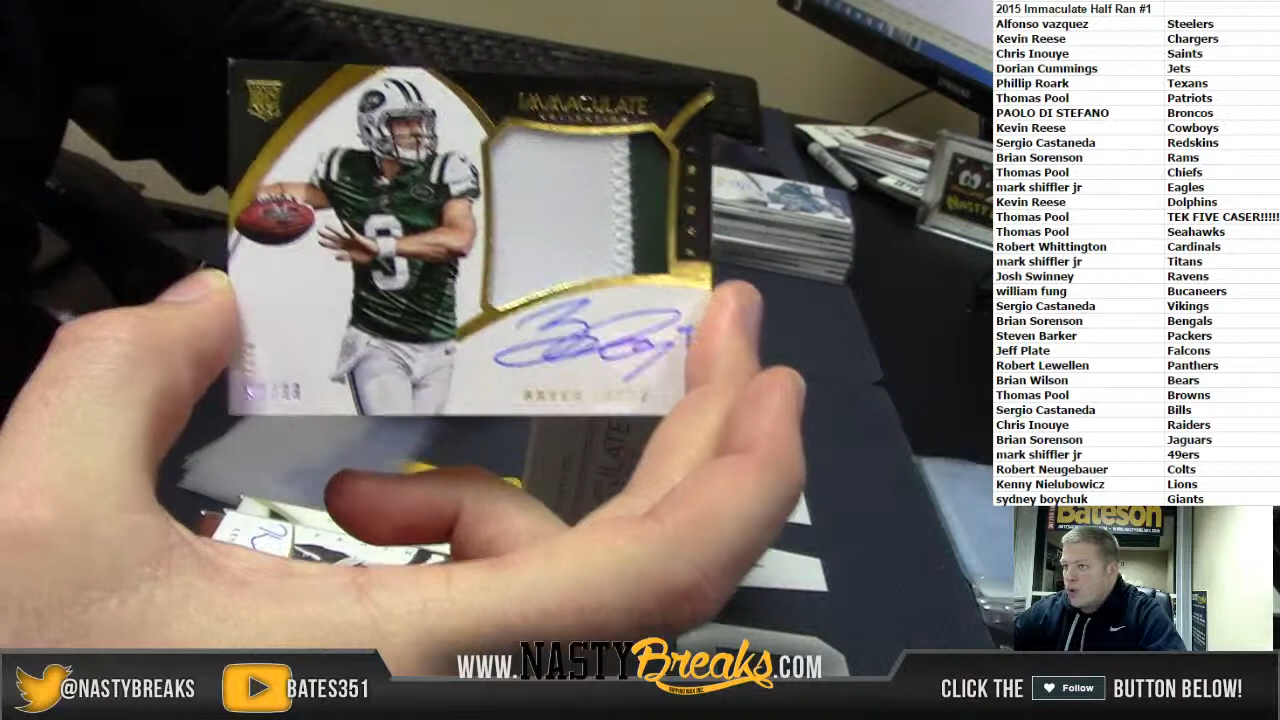 2015 Immaculate Half Ran #1
Alfonso vazquez Steelers
Kevin Reese Chargers
Chris Inouye Saints
Dorian Cummings Jets
Phillip Roark Texans
Thomas Pool Patriots
PAOLO DI STEFANO Broncos
Kevin Reese Cowboys
Sergio Castaneda Redskins
Brian Sorenson Rams
Thomas Pool Chiefs
mark shiffler jr Eagles
Kevin Reese Dolphins
Thomas Pool TEK FIVE CASER!!!!!
Thomas Pool Seahawks
Robert Whittington Cardinals
mark shiffler jr Titans
Josh Swinney Ravens
william fung Bucaneers
Sergio Castaneda Vikings
Brian Sorenson Bengals
Steven Barker Packers
Jeff Plate Falcons
Robert Lewellen Panthers
Brian Wilson Bears
Thomas Pool Browns
Sergio Castaneda Bills
Chris Inouye Raiders
Brian Sorenson Jaguars
mark shiffler jr 49ers
Robert Neugebauer Colts
Kenny Nielubowicz Lions
sydney boychuk Giants
IMMACULATE
COLLECTION
9
Bateson
@NASTYBREAKS
BATES351
WWW.NASTYBreaks.COM
CLICK THE Follow BUTTON BELOW!